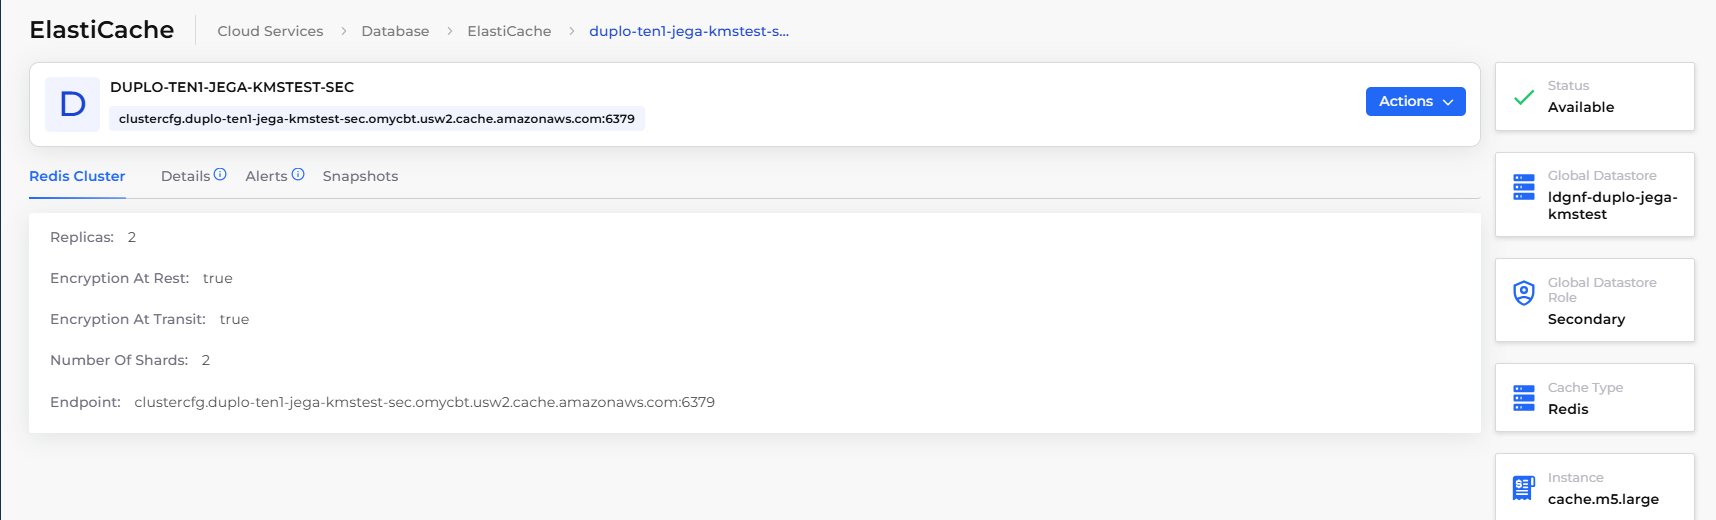 ElastiCache
Cloud Services > Database > ElastiCache > duplo-ten1-jega-kmstest-s...
D
DUPLO-TEN1-JEGA-KMSTEST-SEC
clustercfg.duplo-ten1-jega-kmstest-sec.omycbt.usw2.cache.amazonaws.com:6379
Actions
Redis Cluster Details Alerts Snapshots
Replicas: 2
Encryption At Rest: true
Encryption At Transit: true
Number Of Shards: 2
Endpoint: clustercfg.duplo-ten1-jega-kmstest-sec.omycbt.usw2.cache.amazonaws.com:6379
Status
Available
Global Datastore
ldgnf-duplo-jega-
kmstest
Global Datastore
Role
Secondary
Cache Type
Redis
Instance
cache.m5.large